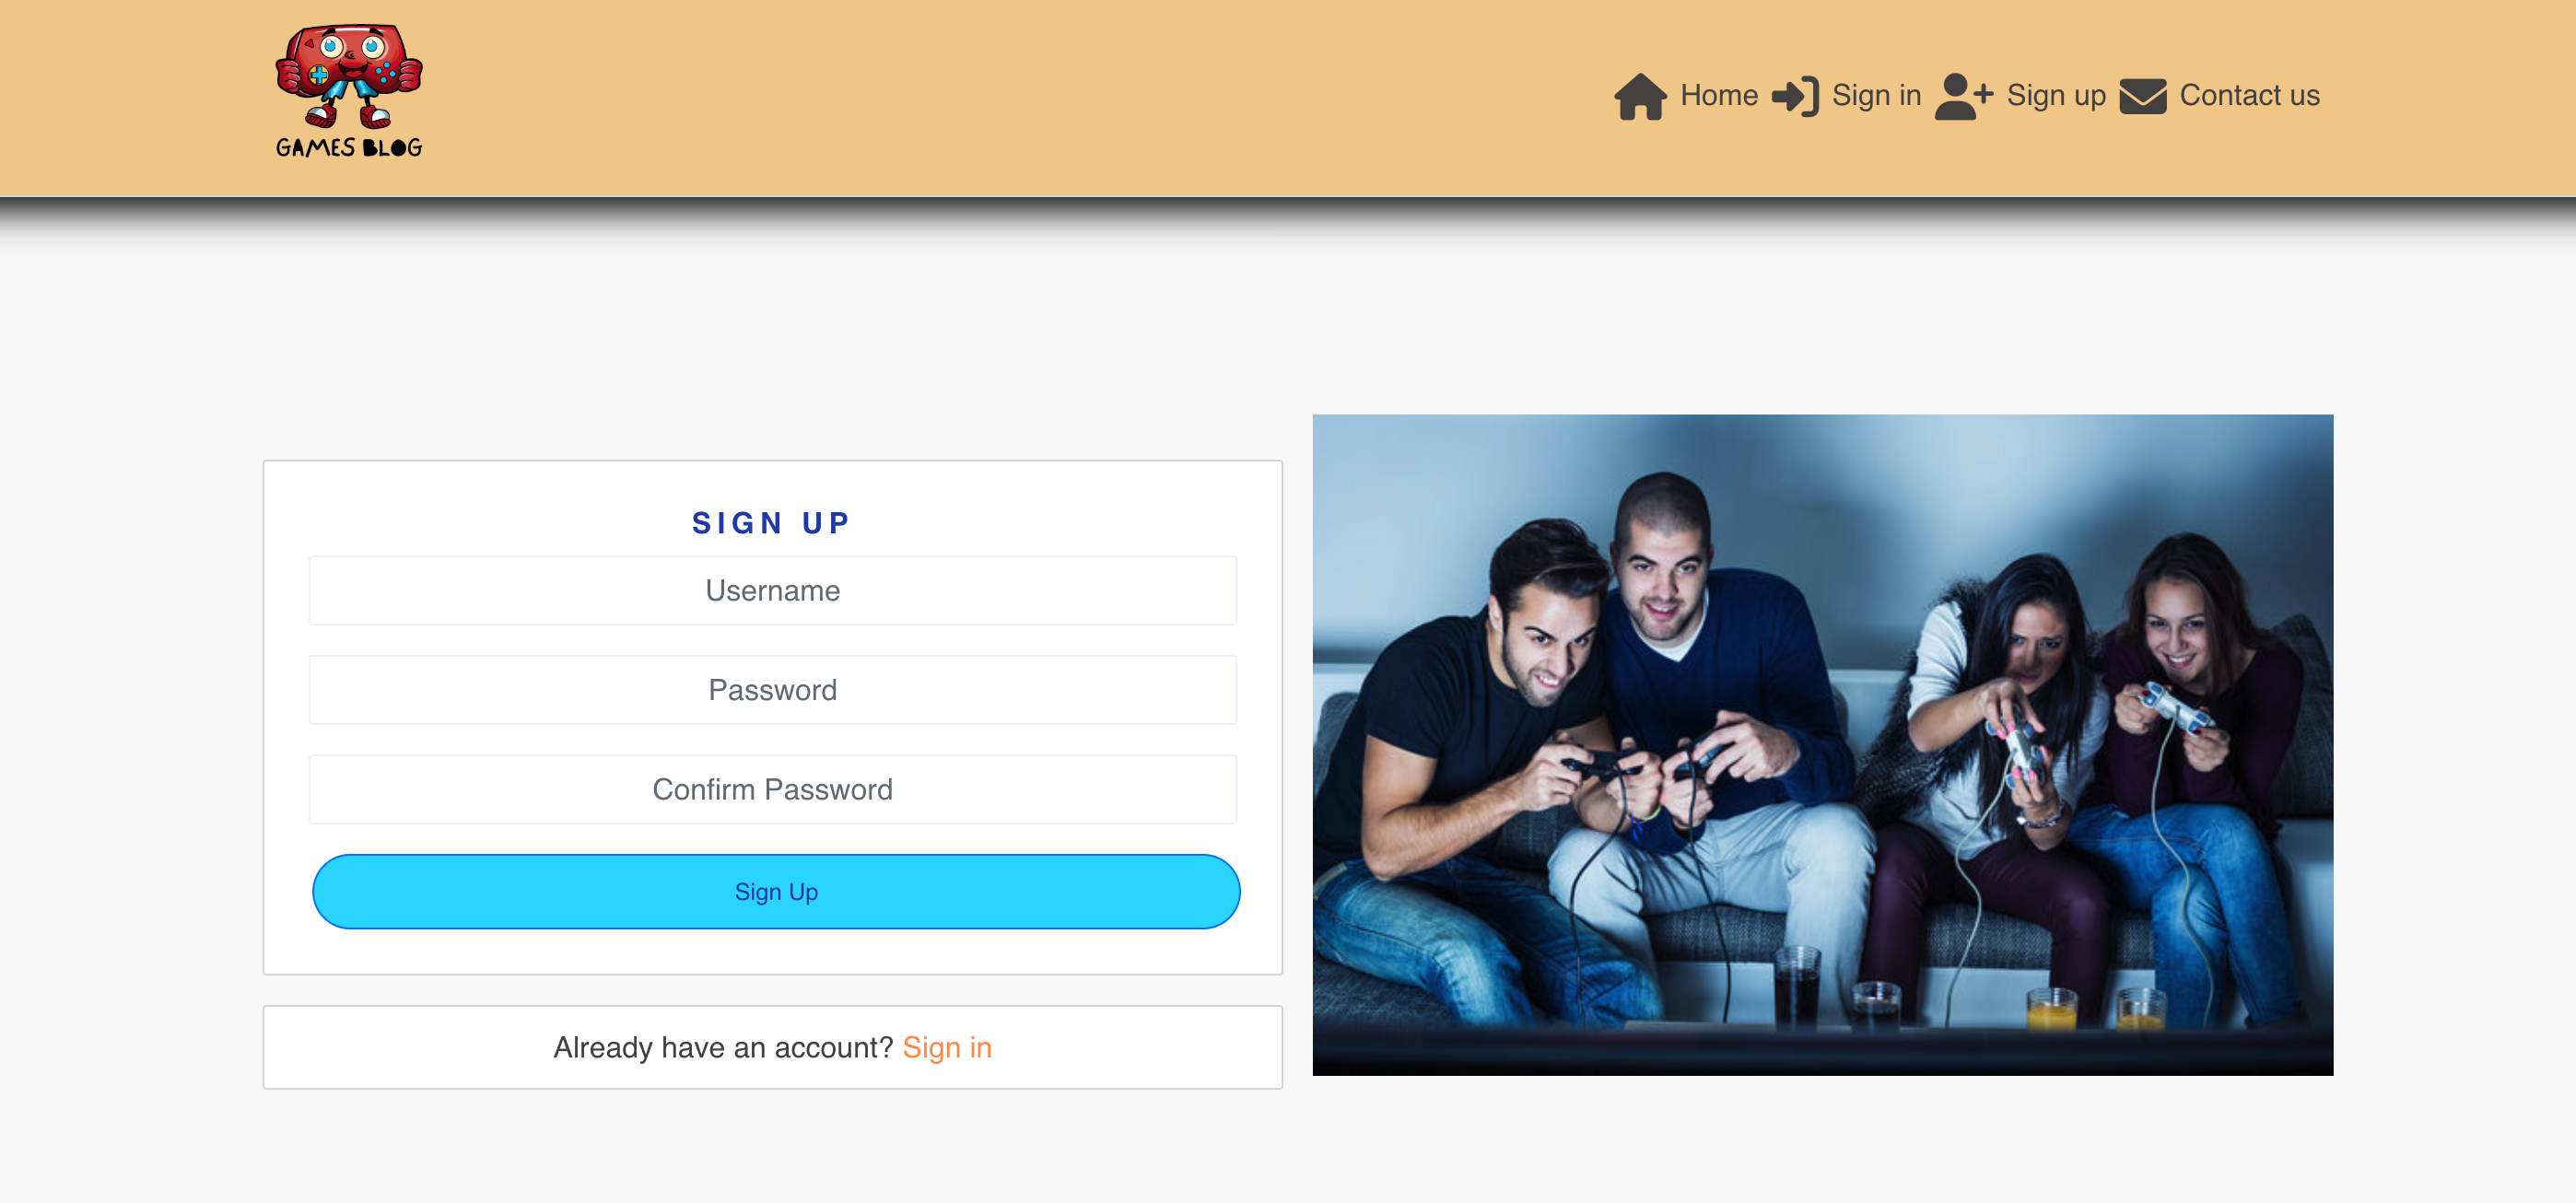 GAMES BLOG
Home Sign in Sign up Contact us
SIGN UP
Username
Password
Confirm Password
Sign Up
Already have an account? Sign in